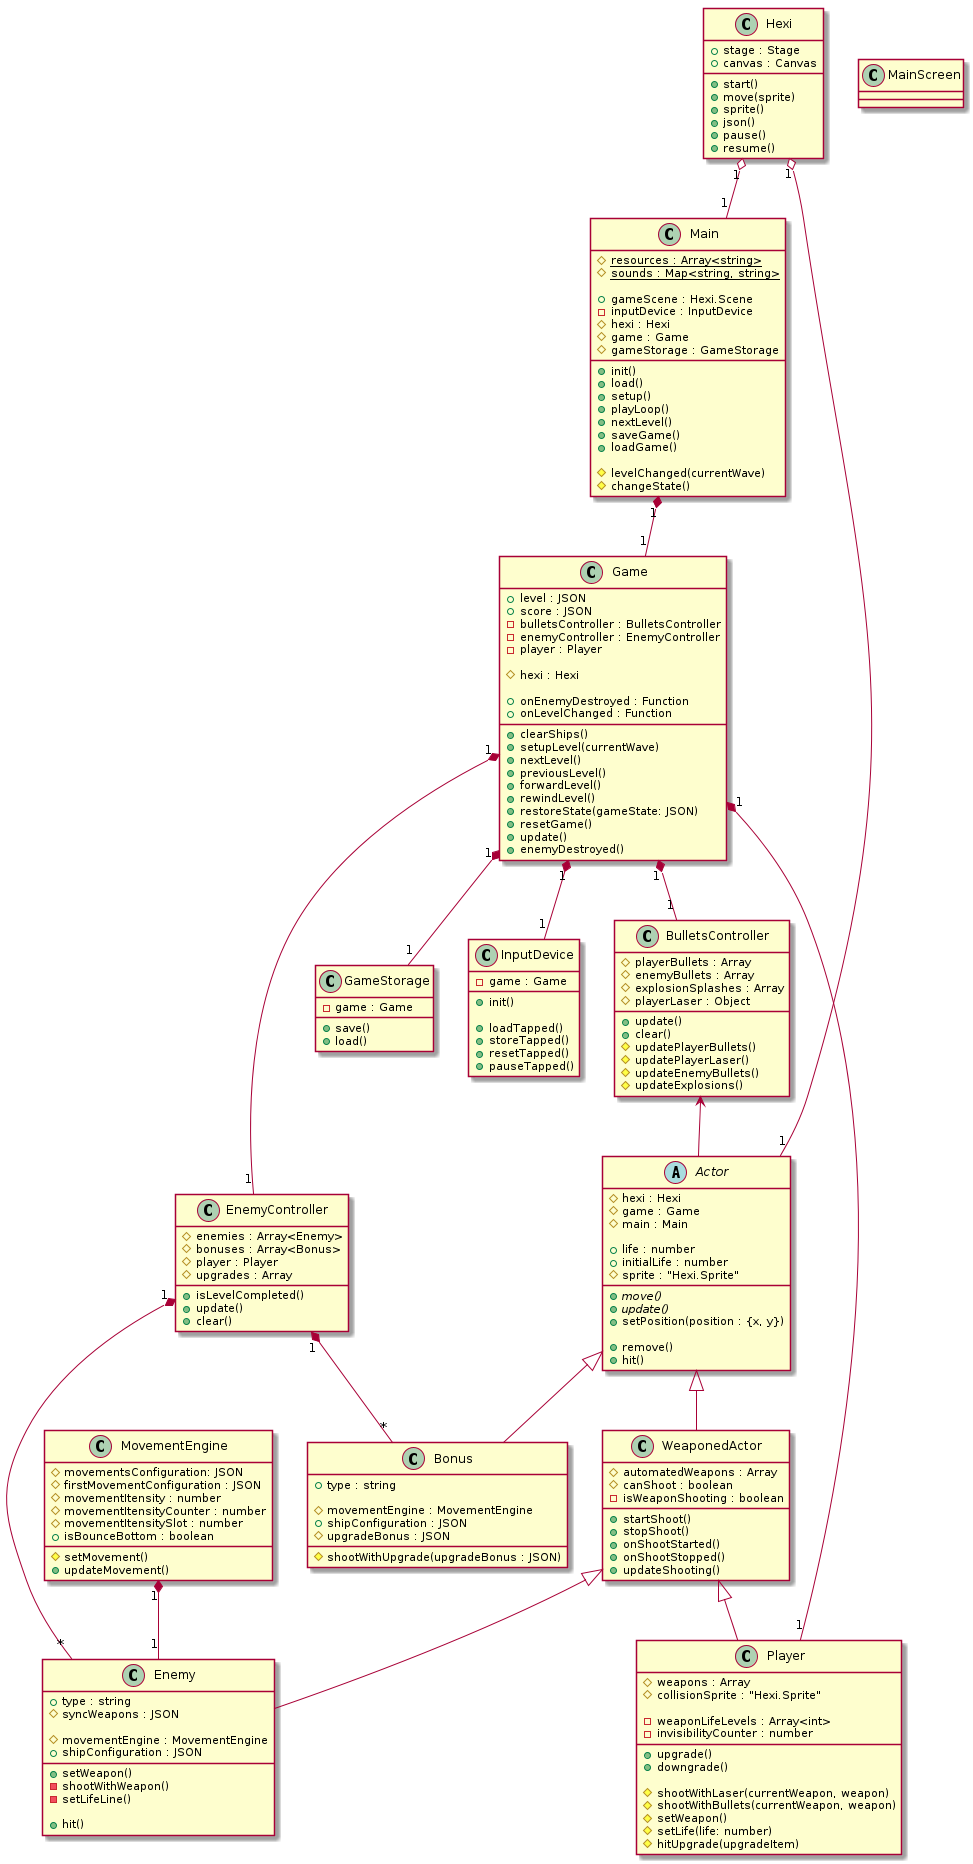 C Hexi
stage : Stage
canvas : Canvas
start()
move(sprite)
sprite()
json()
pause()
resume()
C MainScreen
1
1
1
C Main
resources : Array<string>
sounds : Map<string, string>
gameScene : Hexi.Scene
inputDevice : InputDevice
hexi : Hexi
game : Game
gameStorage : GameStorage
init()
load()
setup()
playLoop()
nextLevel()
saveGame()
loadGame()
levelChanged(currentWave)
changeState()
1
1
C Game
level : JSON
score : JSON
bulletsController : BulletsController
enemyController : EnemyController
player : Player
hexi : Hexi
onEnemyDestroyed : Function
onLevelChanged : Function
clearShips()
setupLevel(currentWave)
nextLevel()
previousLevel()
forwardLevel()
rewindLevel()
restoreState(gameState: JSON)
resetGame()
update()
enemyDestroyed()
1
1
1
1
1
1
1
1
C GameStorage
game : Game
save()
load()
C InputDevice
game : Game
init()
loadTapped()
storeTapped()
resetTapped()
pauseTapped()
C BulletsController
playerBullets : Array
enemyBullets : Array
explosionSplashes : Array
playerLaser : Object
update()
clear()
updatePlayerBullets()
updatePlayerLaser()
updateEnemyBullets()
updateExplosions()
1
1
C EnemyController
enemies : Array<Enemy>
bonuses : Array<Bonus>
player : Player
upgrades : Array
isLevelCompleted()
update()
clear()
1
1
A Actor
hexi : Hexi
game : Game
main : Main
life : number
initialLife : number
sprite : "Hexi.Sprite"
move()
update()
setPosition(position : {x, y})
remove()
hit()
*
C MovementEngine
movementsConfiguration: JSON
firstMovementConfiguration : JSON
movementItensity : number
movementItensityCounter : number
movementItensitySlot : number
isBounceBottom : boolean
setMovement()
updateMovement()
C Bonus
type : string
movementEngine : MovementEngine
shipConfiguration : JSON
upgradeBonus : JSON
shootWithUpgrade(upgradeBonus : JSON)
C WeaponedActor
automatedWeapons : Array
canShoot : boolean
isWeaponShooting : boolean
startShoot()
stopShoot()
onShootStarted()
onShootStopped()
updateShooting()
1
*
1
1
C Enemy
type : string
syncWeapons : JSON
movementEngine : MovementEngine
shipConfiguration : JSON
setWeapon()
shootWithWeapon()
setLifeLine()
hit()
C Player
weapons : Array
collisionSprite : "Hexi.Sprite"
weaponLifeLevels : Array<int>
invisibilityCounter : number
upgrade()
downgrade()
shootWithLaser(currentWeapon, weapon)
shootWithBullets(currentWeapon, weapon)
setWeapon()
setLife(life: number)
hitUpgrade(upgradeItem)